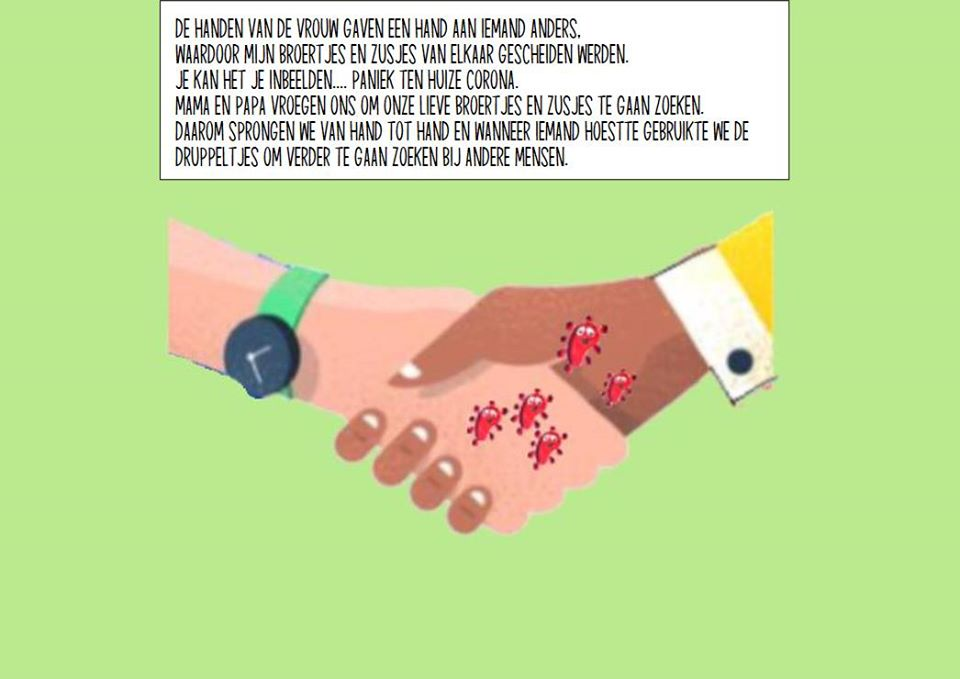 DE HANDEN VAN DE VROUW GAVEN EEN HAND AAN IEMAND ANDERS,
WAARDOOR MIJN BROERTJES EN ZUSJES VAN ELKAAR GESCHEIDEN WERDEN.
JE KAN HET JE INBEELDEN.... PANIEK TEN HUIZE CORONA.
MAMA EN PAPA VROEGEN ONS OM ONZE LIEVE BROERTJES EN ZUSJES TE GAAN ZOEKEN.
DAAROM SPRONGEN WE VAN HAND TOT HAND EN WANNEER IEMAND HOESTTE GEBRUIKTE WE DE
DRUPPELTJES OM VERDER TE GAAN ZOEKEN BIJ ANDERE MENSEN.